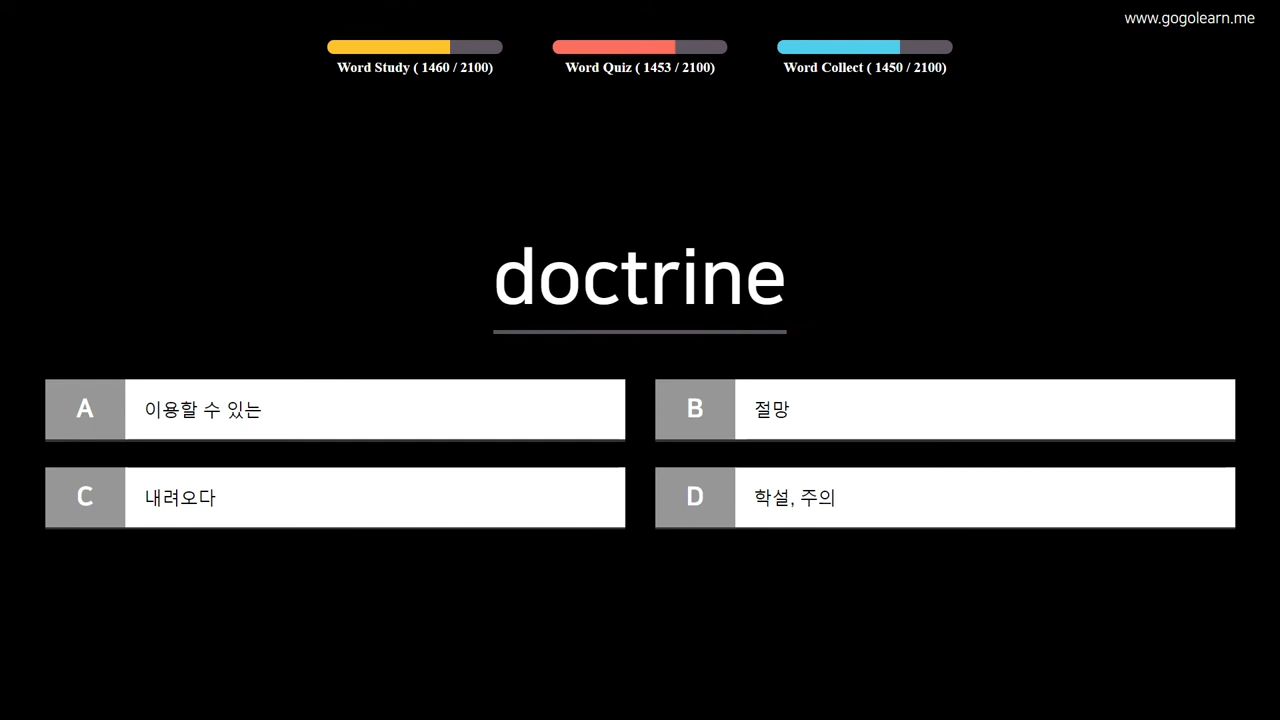 www.gogolearn.me
Word Study ( 1460 / 2100)
Word Quiz ( 1453 / 2100)
Word Collect ( 1450 / 2100)
doctrine
A 이용할 수 있는
B 절망
C 내려오다
D 학설, 주의